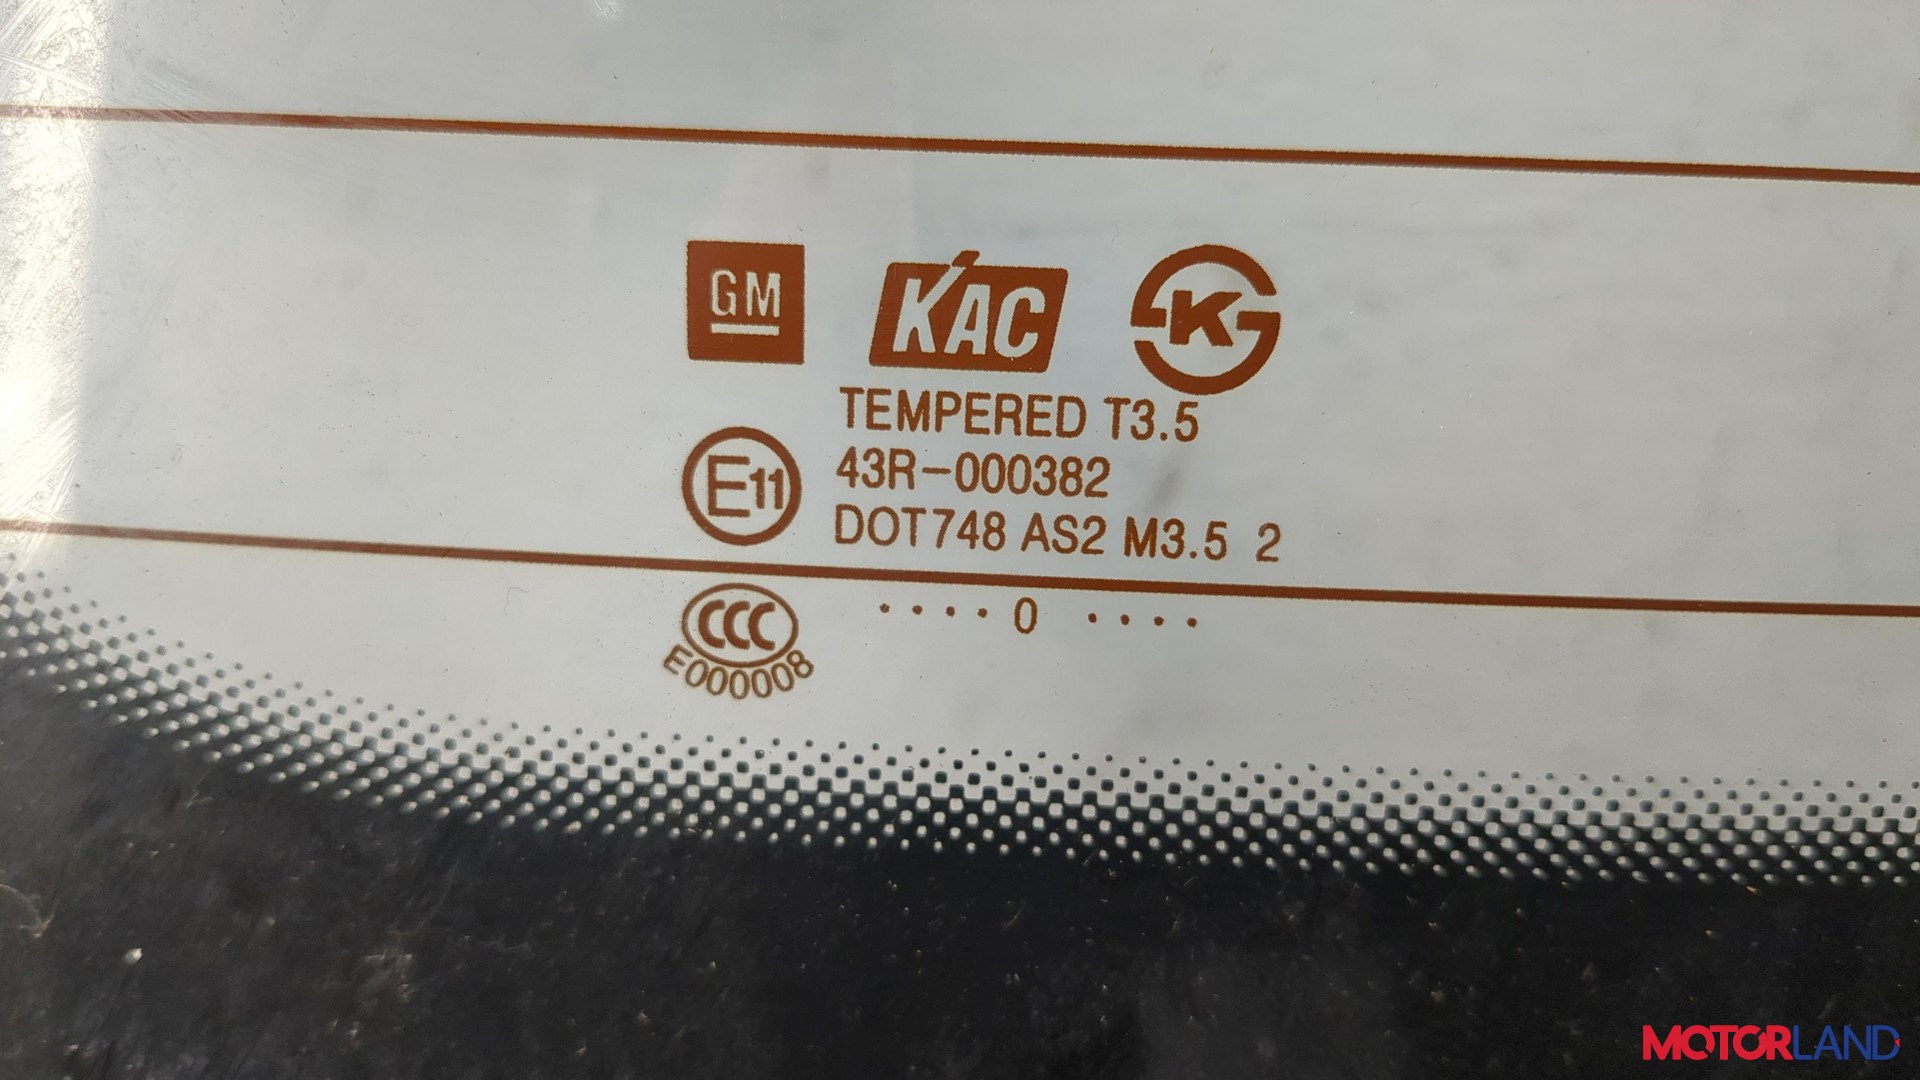 GM KAC K
TEMPERED T3.5
E11 43R-000382
DOT748 AS2 M3.5 2
CCC ····0 ····
E000008
MOTORLAND